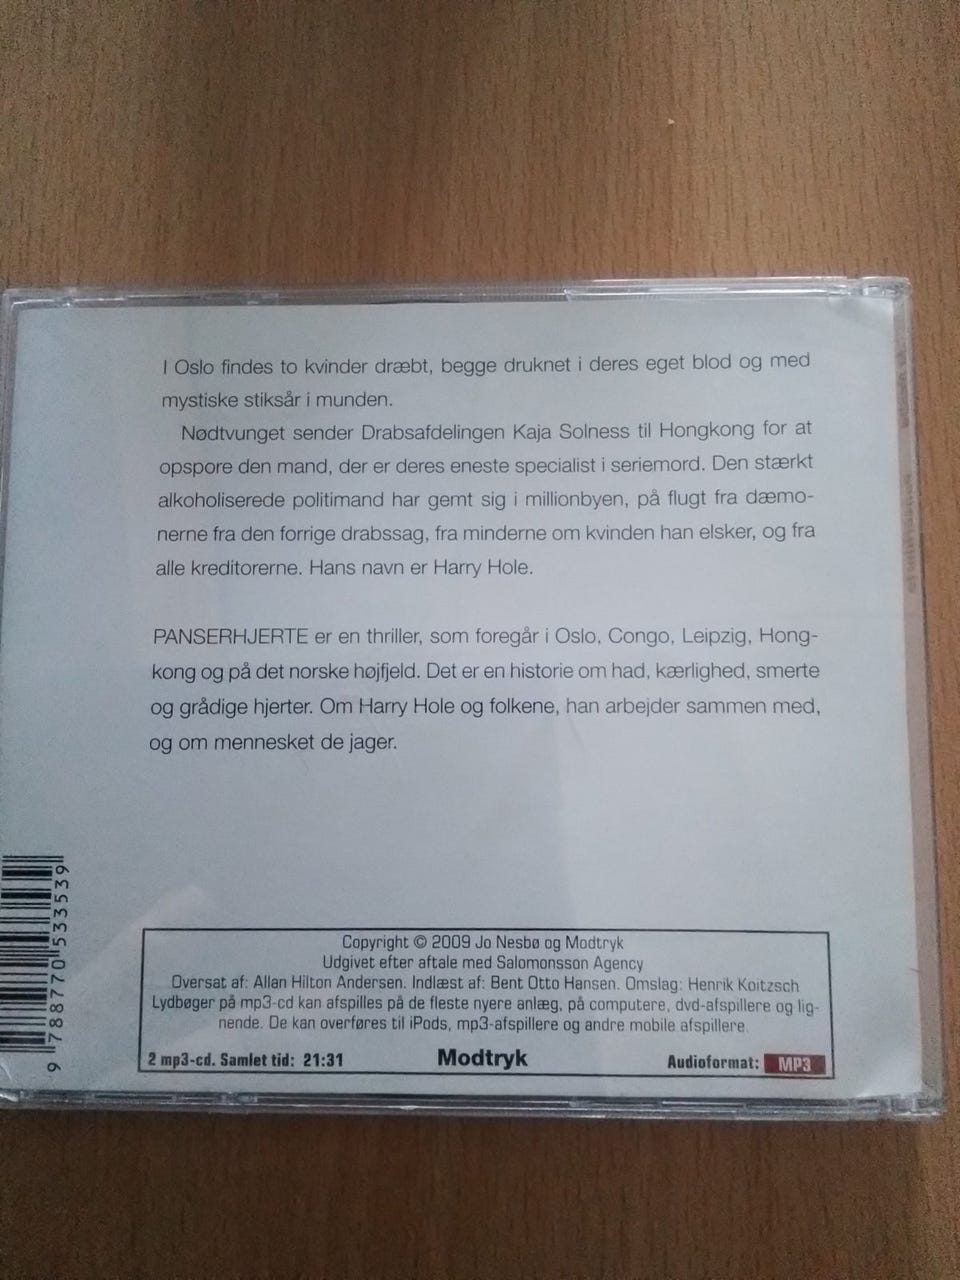 I Oslo findes to kvinder dræbt, begge druknet i deres eget blod og med
mystiske stiksår i munden.
Nødtvunget sender Drabsafdelingen Kaja Solness til Hongkong for at
opspore den mand, der er deres eneste specialist i seriemord. Den stærkt
alkoholiserede politimand har gemt sig i millionbyen, på flugt fra dæmo-
nerne fra den forrige drabssag, fra minderne om kvinden han elsker, og fra
alle kreditorerne. Hans navn er Harry Hole.
PANSERHJERTE er en thriller, som foregår i Oslo, Congo, Leipzig, Hong-
kong og på det norske højfjeld. Det er en historie om had, kærlighed, smerte
og grådige hjerter. Om Harry Hole og folkene, han arbejder sammen med,
og om mennesket de jager.
9 788770 533539
Copyright © 2009 Jo Nesbø og Modtryk
Udgivet efter aftale med Salomonsson Agency
Oversat af: Allan Hilton Andersen. Indlæst af: Bent Otto Hansen. Omslag: Henrik Koitzsch
Lydbøger på mp3-cd kan afspilles på de fleste nyere anlæg, på computere, dvd-afspillere og lig-
nende. De kan overføres til iPods, mp3-afspillere og andre mobile afspillere.
2 mp3-cd. Samlet tid: 21:31 Modtryk Audioformat: MP3